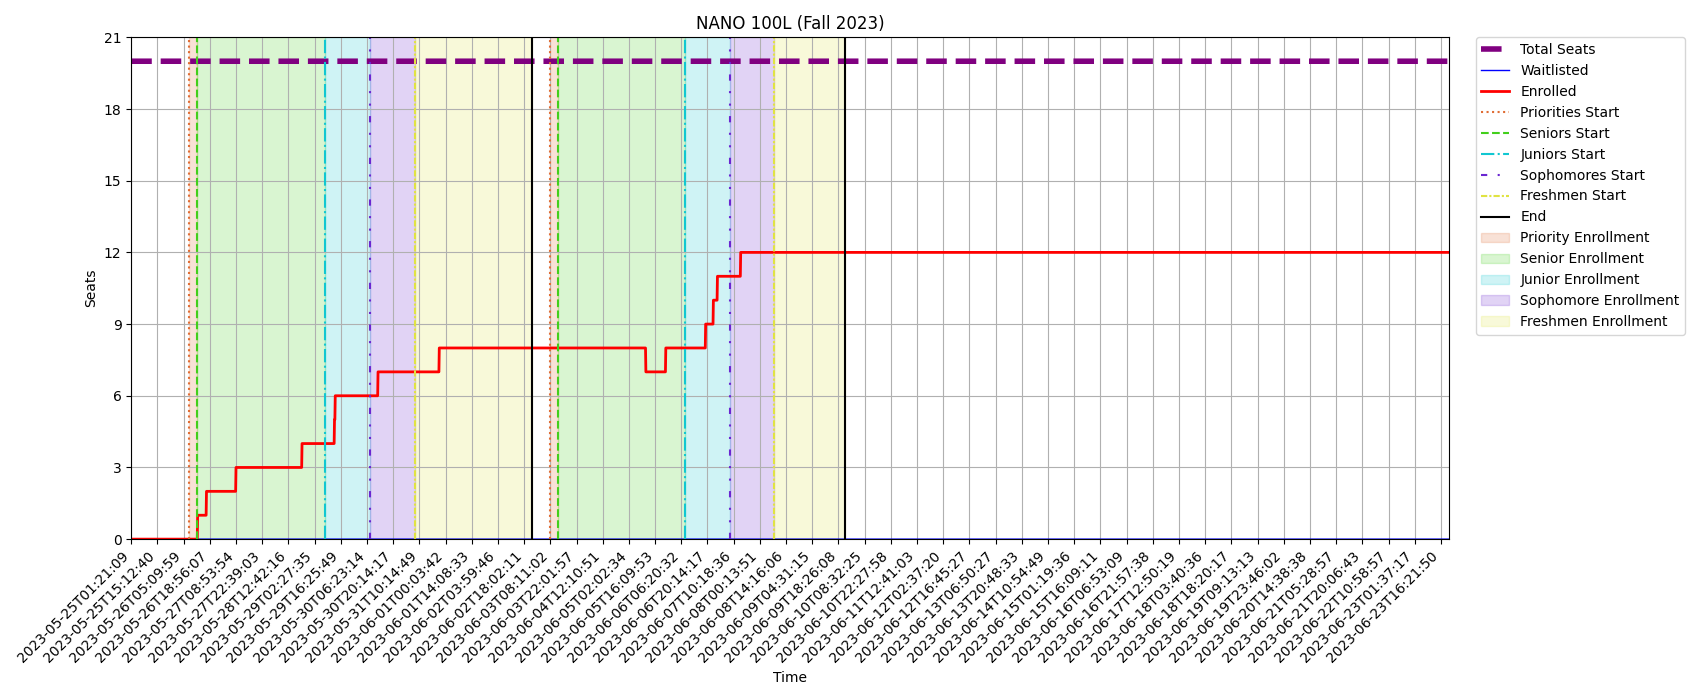 NANO 100L (Fall 2023)
21
18
15
12
9
6
3
0
Seats
2023-05-25T01:21:09
2023-05-25T15:12:40
2023-05-26T05:09:59
2023-05-26T18:56:07
2023-05-27T08:53:54
2023-05-27T22:39:03
2023-05-28T12:42:16
2023-05-29T02:27:35
2023-05-29T16:25:49
2023-05-30T06:23:14
2023-05-30T20:14:17
2023-05-31T10:14:49
2023-06-01T00:03:42
2023-06-01T14:08:33
2023-06-02T03:59:46
2023-06-02T18:02:11
2023-06-03T08:11:02
2023-06-03T22:01:57
2023-06-04T12:10:51
2023-06-05T02:02:34
2023-06-05T16:09:53
2023-06-06T06:20:32
2023-06-06T20:14:17
2023-06-07T10:18:36
2023-06-08T00:13:51
2023-06-08T14:16:08
2023-06-09T04:31:15
2023-06-09T18:26:08
2023-06-10T08:32:25
2023-06-10T22:27:58
2023-06-11T12:41:03
2023-06-12T02:37:20
2023-06-12T16:45:27
2023-06-13T06:50:27
2023-06-13T20:48:33
2023-06-14T10:54:49
2023-06-15T01:19:36
2023-06-15T16:09:11
2023-06-16T06:53:09
2023-06-16T21:57:38
2023-06-17T12:50:19
2023-06-18T03:40:36
2023-06-18T18:20:17
2023-06-19T09:13:13
2023-06-19T23:46:02
2023-06-20T14:38:38
2023-06-21T05:28:57
2023-06-21T20:06:43
2023-06-22T10:58:57
2023-06-23T01:37:17
2023-06-23T16:21:50
Time
Total Seats
Waitlisted
Enrolled
Priorities Start
Seniors Start
Juniors Start
Sophomores Start
Freshmen Start
End
Priority Enrollment
Senior Enrollment
Junior Enrollment
Sophomore Enrollment
Freshmen Enrollment